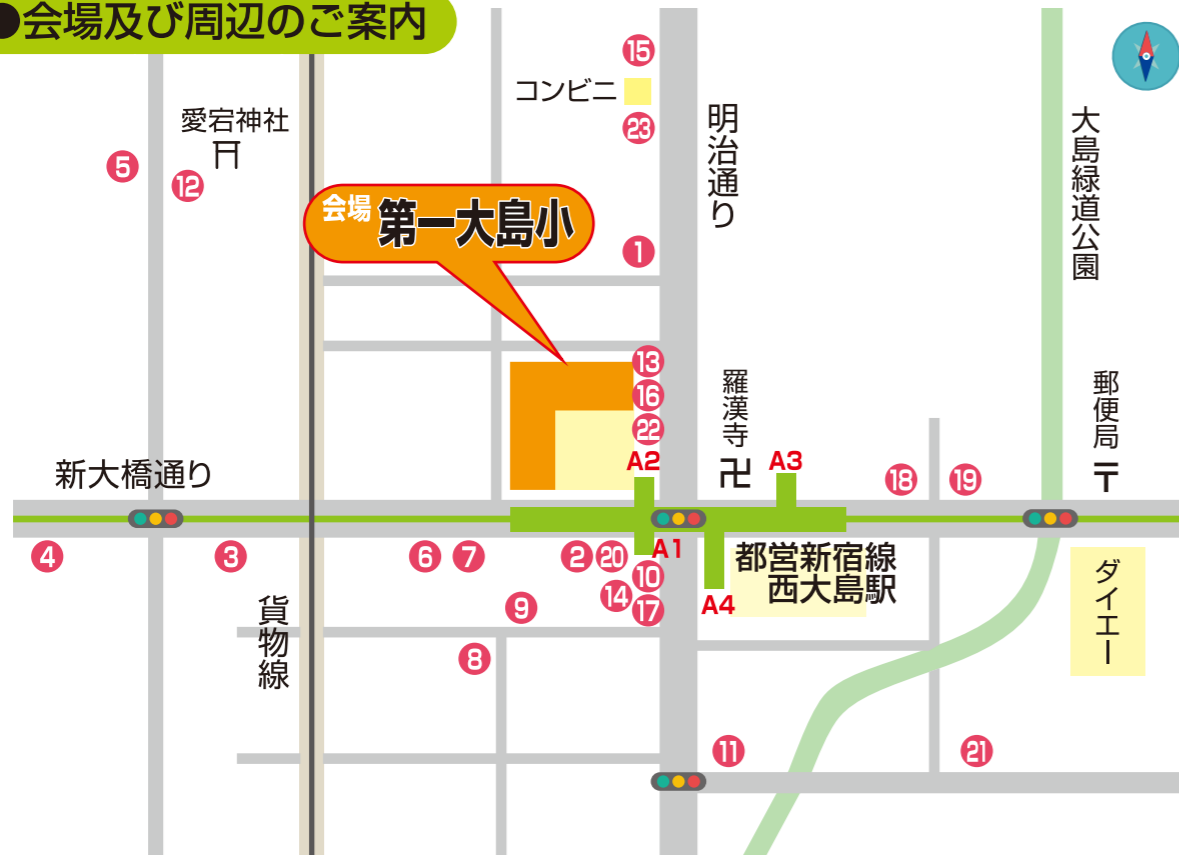 ●会場及び周辺のご案内
⑮
コンビニ
㉓
愛宕神社
⑤
⑫
明治通り
大島緑道公園
会場 第一大島小
①
⑬
⑯
㉒
羅漢寺
卍
郵便局
〒
新大橋通り
A2
A3
⑱
⑲
④
③
⑥
⑦
②
⑳
A1
⑩
⑭
⑰
A4
都営新宿線
西大島駅
ダイエー
貨物線
⑨
⑧
⑪
㉑